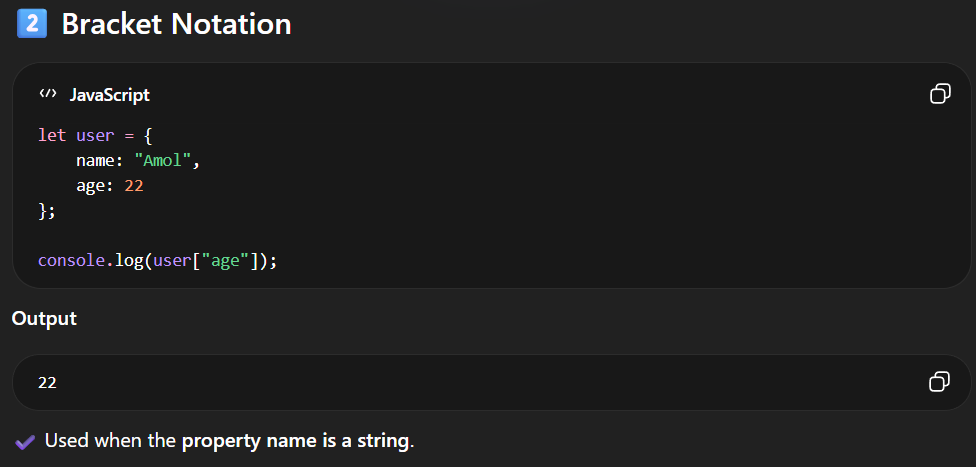 2 Bracket Notation
</> JavaScript
let user = {
    name: "Amol",
    age: 22
};
console.log(user["age"]);
Output
22
Used when the property name is a string.